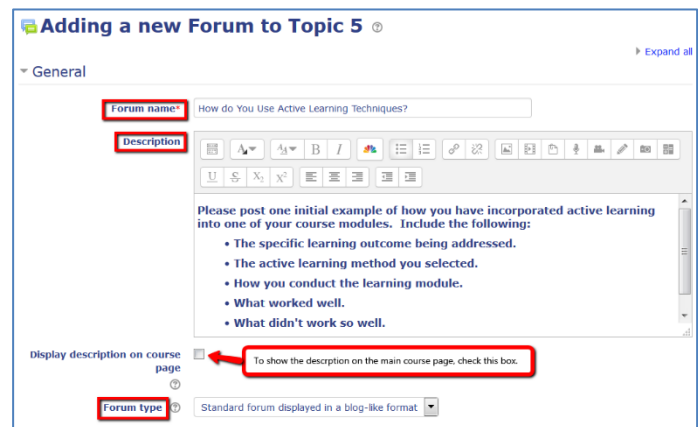 Adding a new Forum to Topic 5
Expand all
General
Forum name*
How do You Use Active Learning Techniques?
Description
B I
U S X₂ X²
Please post one initial example of how you have incorporated active learning
into one of your course modules. Include the following:
• The specific learning outcome being addressed.
• The active learning method you selected.
• How you conduct the learning module.
• What worked well.
• What didn't work so well.
Display description on course
page
To show the descrption on the main course page, check this box.
Forum type
Standard forum displayed in a blog-like format